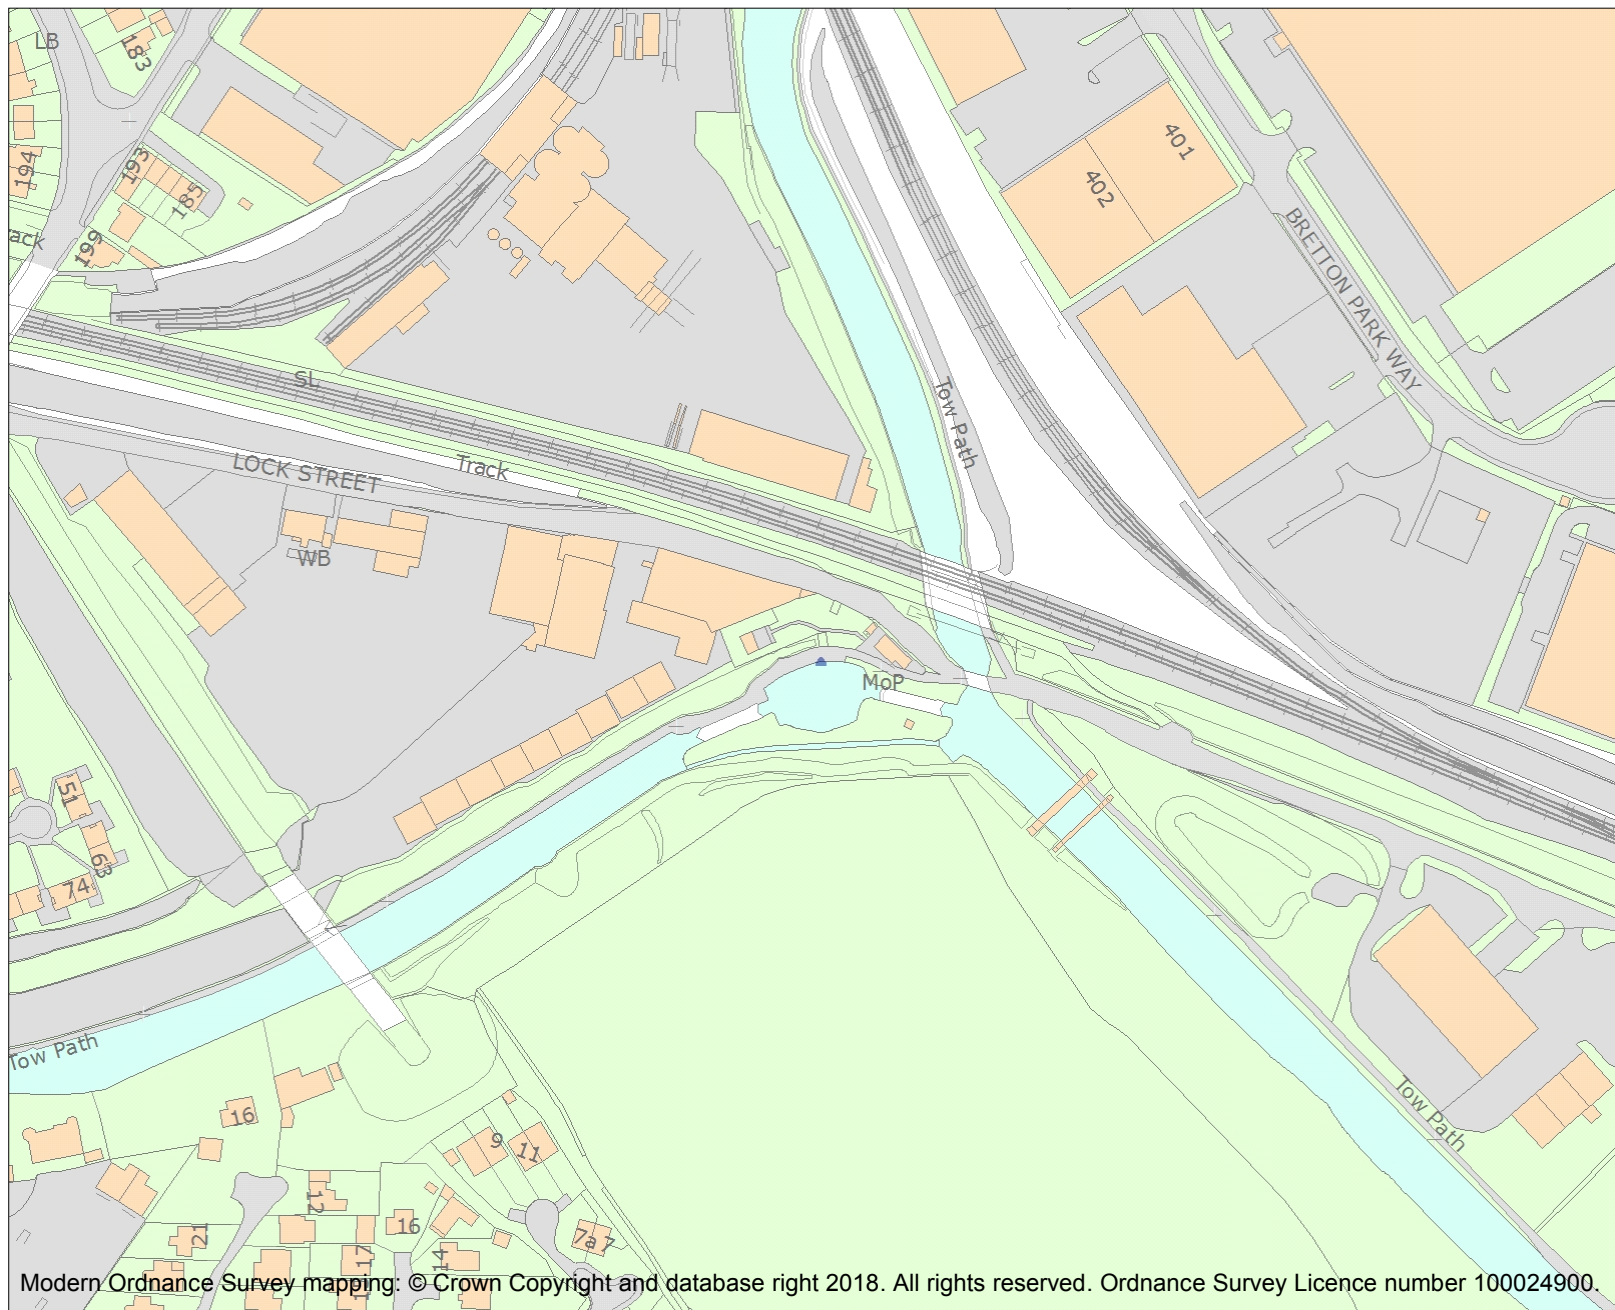 LB
183
194
193
185
199
ack
401
402
BRETTON PARK WAY
SL
Tow Path
LOCK STREET
Track
WB
MoP
51
63
74
Tow Path
Tow Path
16
9
11
12
16
21
17
14
7a
7
Modern Ordnance Survey mapping: © Crown Copyright and database right 2018. All rights reserved. Ordnance Survey Licence number 100024900.